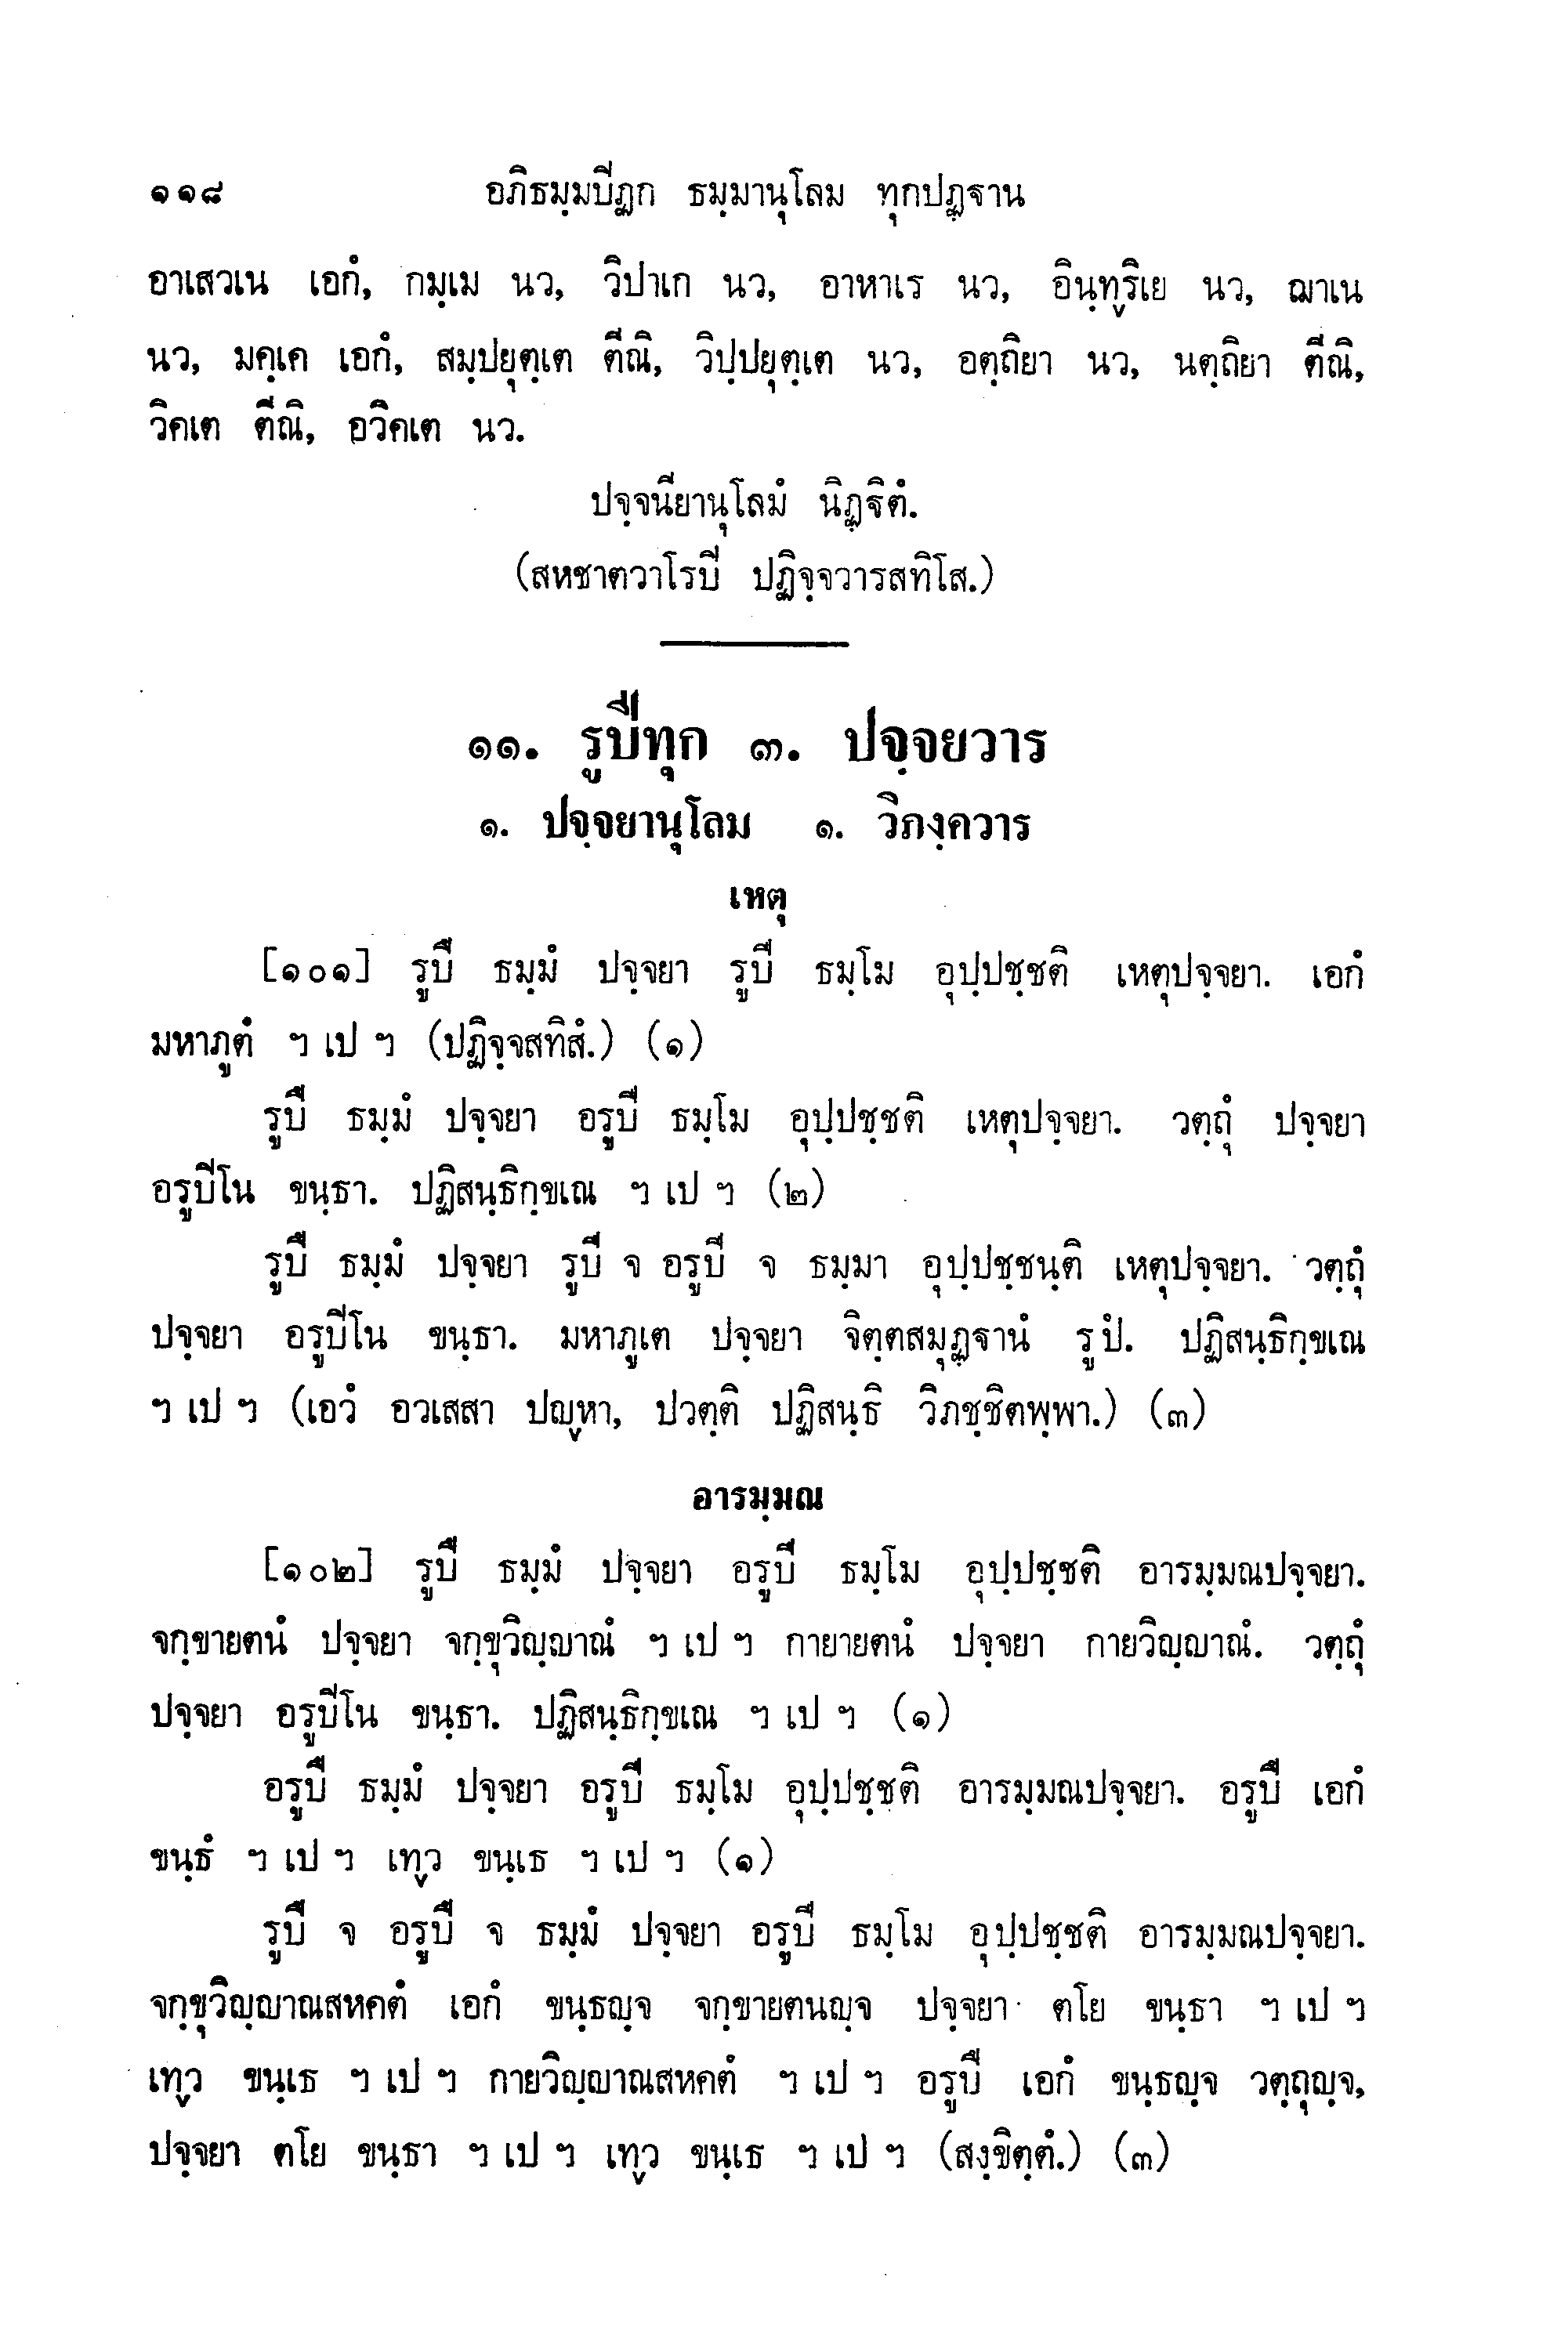 ๑๑๘ อภิธมฺมปีฏก ธมฺมานุโลม ทุกปฏฺฐาน
อาเสวเน เอกํ, กมฺเม นว, วิปาเก นว, อาหาเร นว, อินฺทฺริเย นว, ฌาเน
นว, มคฺเค เอกํ, สมฺปยุตฺเต ตีณิ, วิปฺปยุตฺเต นว, อตฺถิยา นว, นตฺถิยา ตีณิ,
วิคเต ตีณิ, อวิคเต นว.
ปจฺจนียานุโลมํ นิฏฺฐิตํ.
(สหชาตวาโรปี ปฏิจฺจวารสทิโส.)
๑๑. รูปีทุก ๓. ปจฺจยวาร
๑. ปจฺจยานุโลม ๑. วิภงฺควาร
เหตุ
[๑๐๑] รูปี ธมฺมํ ปจฺจยา รูปี ธมฺโม อุปฺปชฺชติ เหตุปจฺจยา. เอกํ
มหาภูตํ ฯ เป ฯ (ปฏิจฺจสทิสํ.) (๑)
รูปี ธมฺมํ ปจฺจยา อรูปี ธมฺโม อุปฺปชฺชติ เหตุปจฺจยา. วตฺถุํ ปจฺจยา
อรูปีโน ขนฺธา. ปฏิสนฺธิกฺขเณ ฯ เป ฯ (๒)
รูปี ธมฺมํ ปจฺจยา รูปี จ อรูปี จ ธมฺมา อุปฺปชฺชนฺติ เหตุปจฺจยา. วตฺถุํ
ปจฺจยา อรูปีโน ขนฺธา. มหาภูเต ปจฺจยา จิตฺตสมุฏฺฐานํ รูปํ. ปฏิสนฺธิกฺขเณ
ฯ เป ฯ (เอวํ อวเสสา ปญฺหา, ปวตฺติ ปฏิสนฺธิ วิภชฺชิตพฺพา.) (๓)
อารมฺมณ
[๑๐๒] รูปี ธมฺมํ ปจฺจยา อรูปี ธมฺโม อุปฺปชฺชติ อารมฺมณปจฺจยา.
จกฺขายตนํ ปจฺจยา จกฺขุวิญฺญาณํ ฯ เป ฯ กายายตนํ ปจฺจยา กายวิญฺญาณํ. วตฺถุํ
ปจฺจยา อรูปีโน ขนฺธา. ปฏิสนฺธิกฺขเณ ฯ เป ฯ (๑)
อรูปี ธมฺมํ ปจฺจยา อรูปี ธมฺโม อุปฺปชฺชติ อารมฺมณปจฺจยา. อรูปี เอกํ
ขนฺธํ ฯ เป ฯ เทฺว ขนฺเธ ฯ เป ฯ (๑)
รูปี จ อรูปี จ ธมฺมํ ปจฺจยา อรูปี ธมฺโม อุปฺปชฺชติ อารมฺมณปจฺจยา.
จกฺขุวิญฺญาณสหคตํ เอกํ ขนฺธญฺจ จกฺขายตนญฺจ ปจฺจยา ตโย ขนฺธา ฯ เป ฯ
เทฺว ขนฺเธ ฯ เป ฯ กายวิญฺญาณสหคตํ ฯ เป ฯ อรูปี เอกํ ขนฺธญฺจ วตฺถุญฺจ,
ปจฺจยา ตโย ขนฺธา ฯ เป ฯ เทฺว ขนฺเธ ฯ เป ฯ (สงฺขิตฺตํ.) (๓)